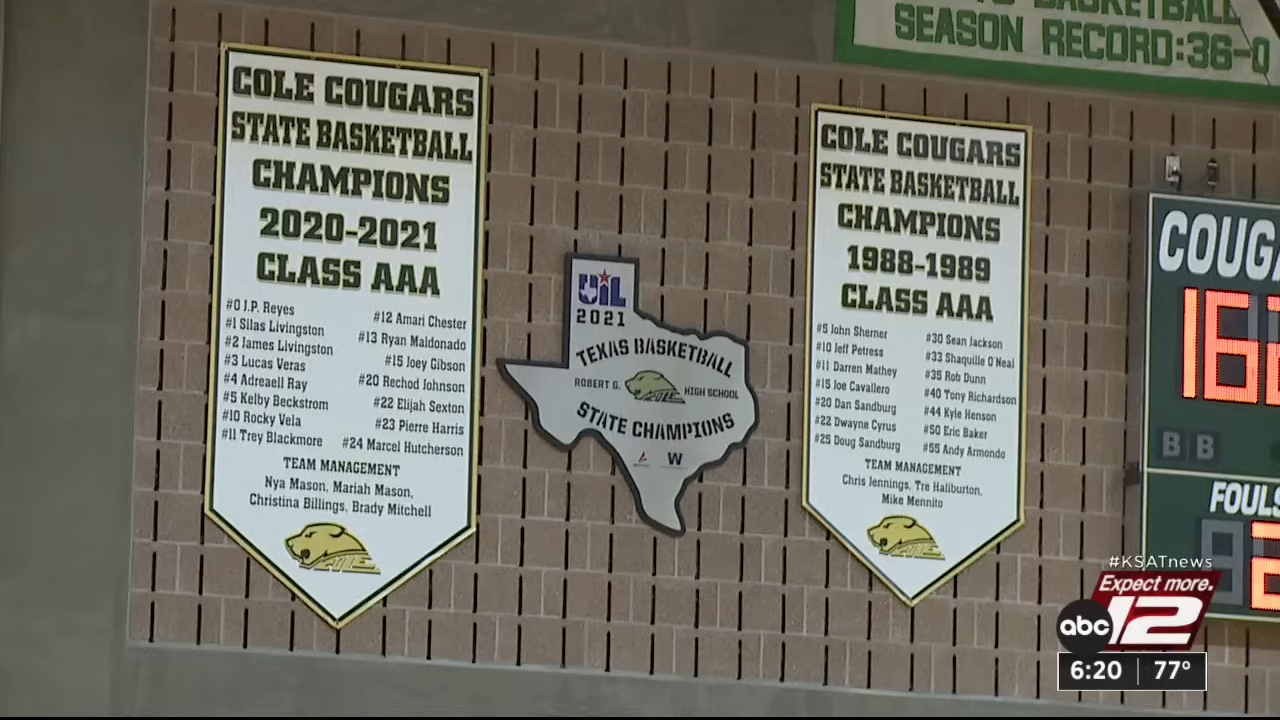 BASKETBALL
SEASON RECORD:36-0
COLE COUGARS
STATE BASKETBALL
CHAMPIONS
2020-2021
CLASS AAA
#0 I.P. Reyes
#1 Silas Livingston
#2 James Livingston
#3 Lucas Veras
#4 Adreaell Ray
#5 Kelby Beckstrom
#10 Rocky Vela
#11 Trey Blackmore
#12 Amari Chester
#13 Ryan Maldonado
#15 Joey Gibson
#20 Rechod Johnson
#22 Elijah Sexton
#23 Pierre Harris
#24 Marcel Hutcherson
TEAM MANAGEMENT
Nya Mason, Mariah Mason,
Christina Billings, Brady Mitchell
COLE
UIL
2021
TEXAS BASKETBALL
ROBERT G. COLE HIGH SCHOOL
STATE CHAMPIONS
W
COLE COUGARS
STATE BASKETBALL
CHAMPIONS
1988-1989
CLASS AAA
#5 John Sherner
#10 Jeff Petress
#11 Darren Mathey
#15 Joe Cavallero
#20 Dan Sandburg
#22 Dwayne Cyrus
#25 Doug Sandburg
#30 Sean Jackson
#33 Shaquille O'Neal
#35 Rob Dunn
#40 Tony Richardson
#44 Kyle Henson
#50 Eric Baker
#55 Andy Armondo
TEAM MANAGEMENT
Chris Jennings, Tre Haliburton,
Mike Mennito
COLE
COUGA
16
B B
FOULS
2
#KSATnews
Expect more.
abc 12
6:20 77°